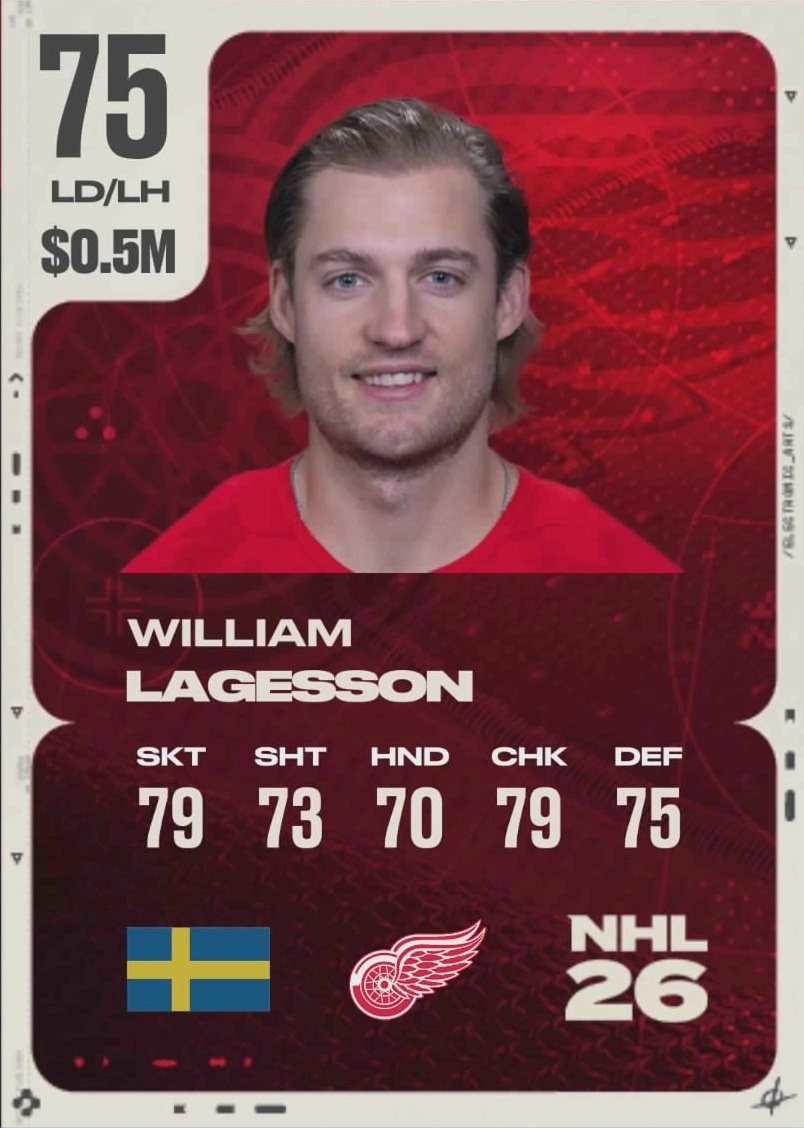 75
LD/LH
$0.5M
/ELECTRONIC_ARTS/
WILLIAM
LAGESSON
SKT SHT HND CHK DEF
79 73 70 79 75
NHL
26